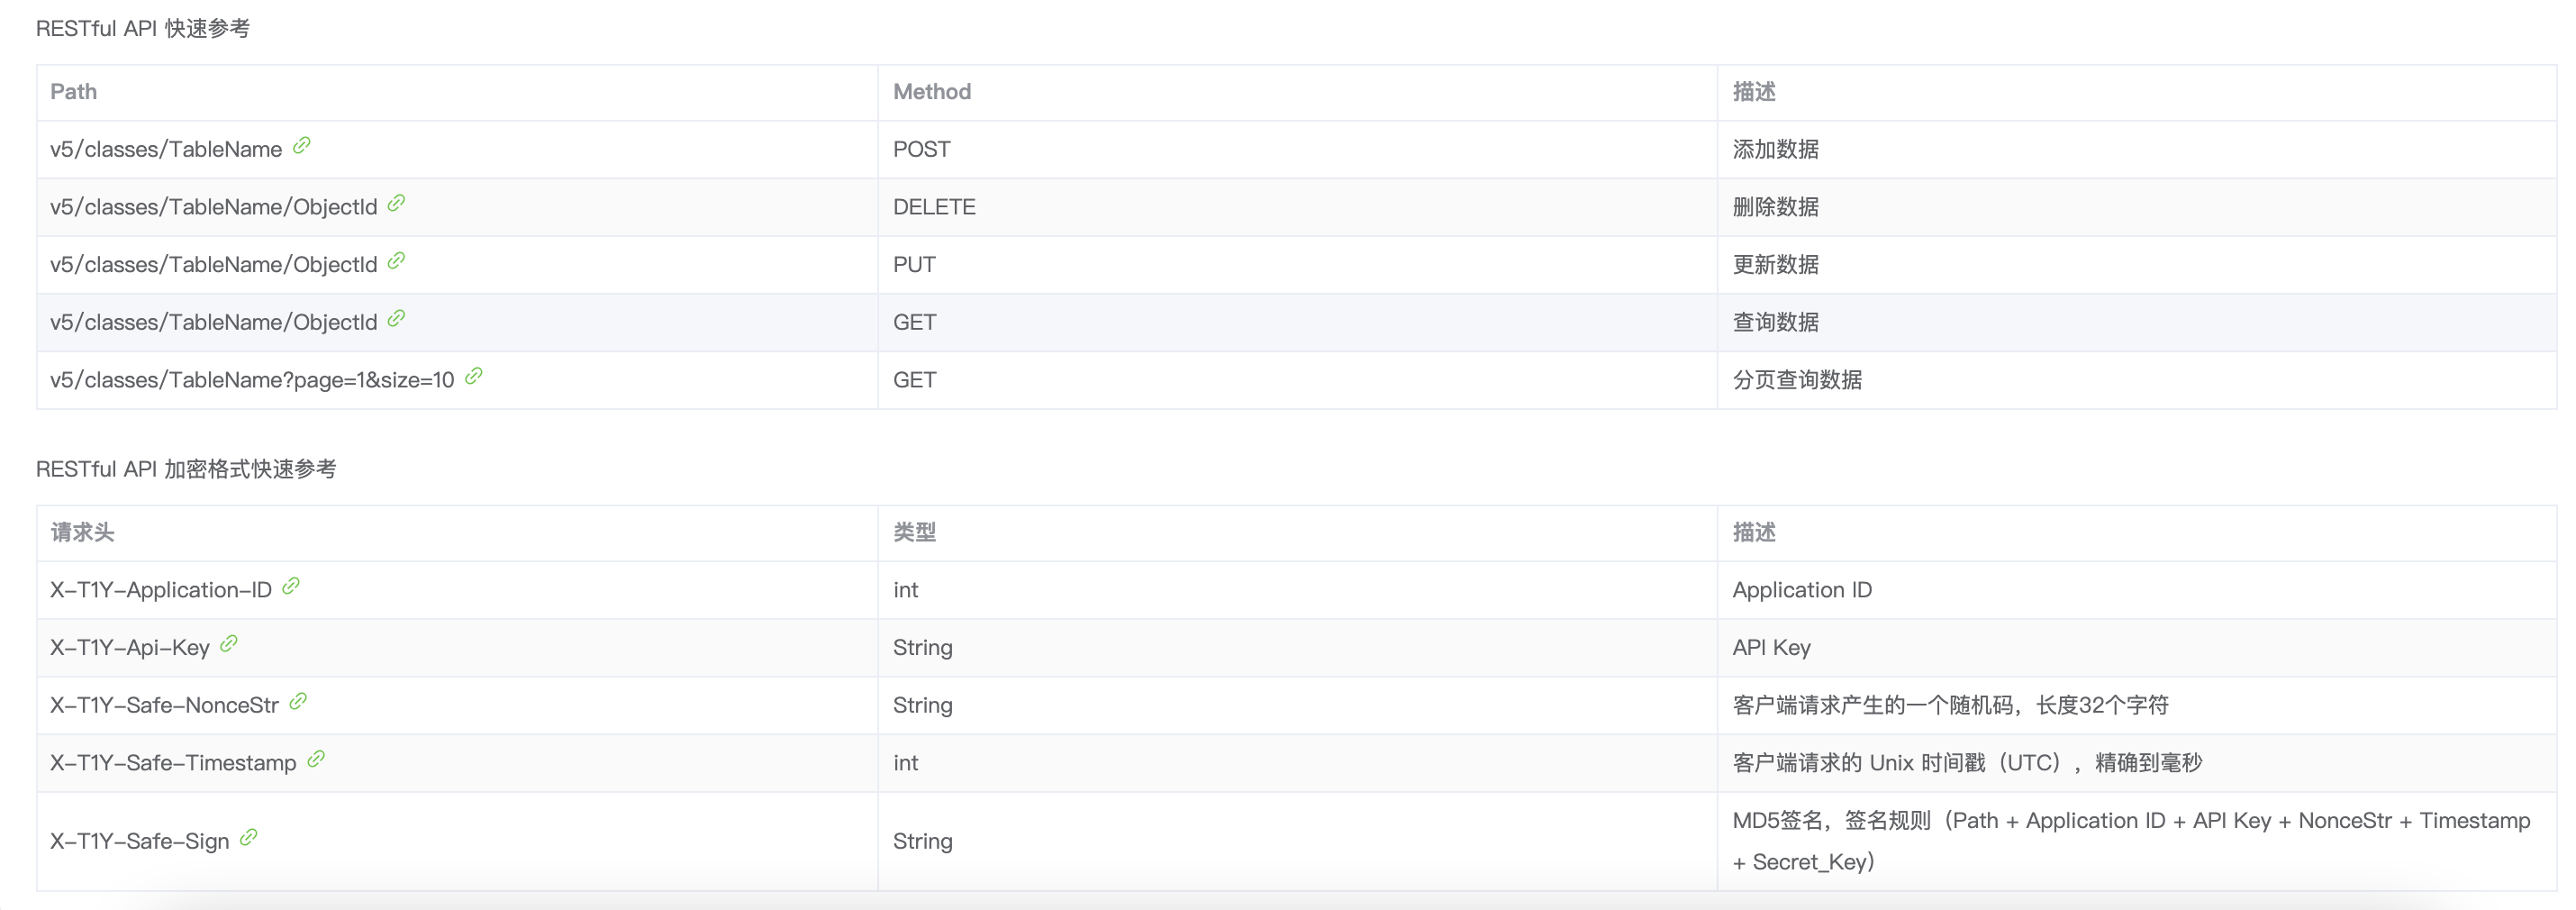 RESTful API 快速参考
Path Method 描述
v5/classes/TableName POST 添加数据
v5/classes/TableName/ObjectId DELETE 删除数据
v5/classes/TableName/ObjectId PUT 更新数据
v5/classes/TableName/ObjectId GET 查询数据
v5/classes/TableName?page=1&size=10 GET 分页查询数据
RESTful API 加密格式快速参考
请求头 类型 描述
X-T1Y-Application-ID int Application ID
X-T1Y-Api-Key String API Key
X-T1Y-Safe-NonceStr String 客户端请求产生的一个随机码，长度32个字符
X-T1Y-Safe-Timestamp int 客户端请求的 Unix 时间戳（UTC），精确到毫秒
X-T1Y-Safe-Sign String MD5签名，签名规则（Path + Application ID + API Key + NonceStr + Timestamp
+ Secret_Key）